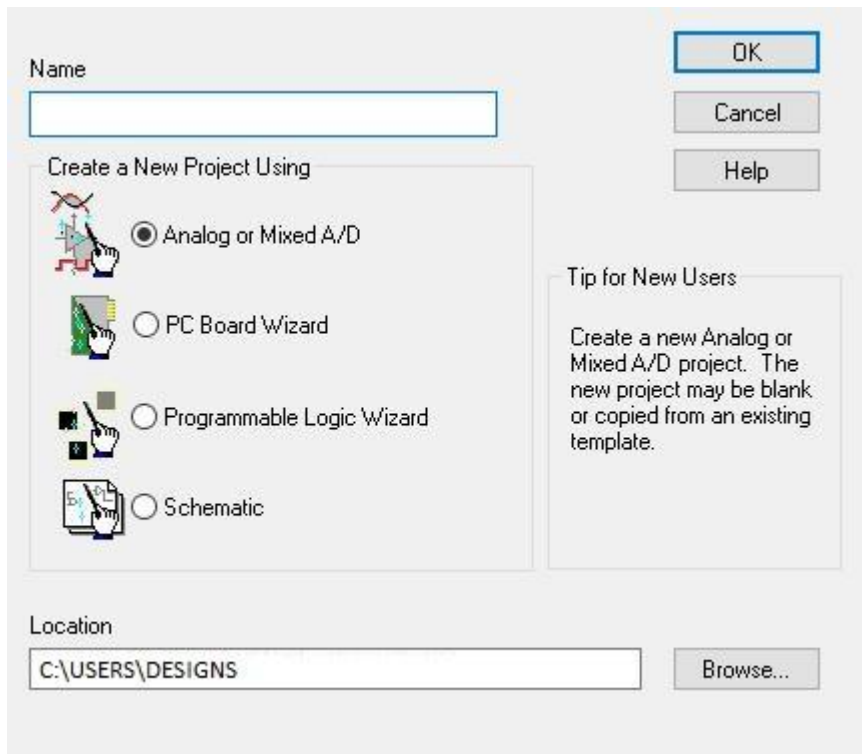 Name
OK
Cancel
Help
Create a New Project Using
Analog or Mixed A/D
PC Board Wizard
Programmable Logic Wizard
Schematic
Tip for New Users
Create a new Analog or
Mixed A/D project. The
new project may be blank
or copied from an existing
template.
Location
C:\USERS\DESIGNS
Browse...